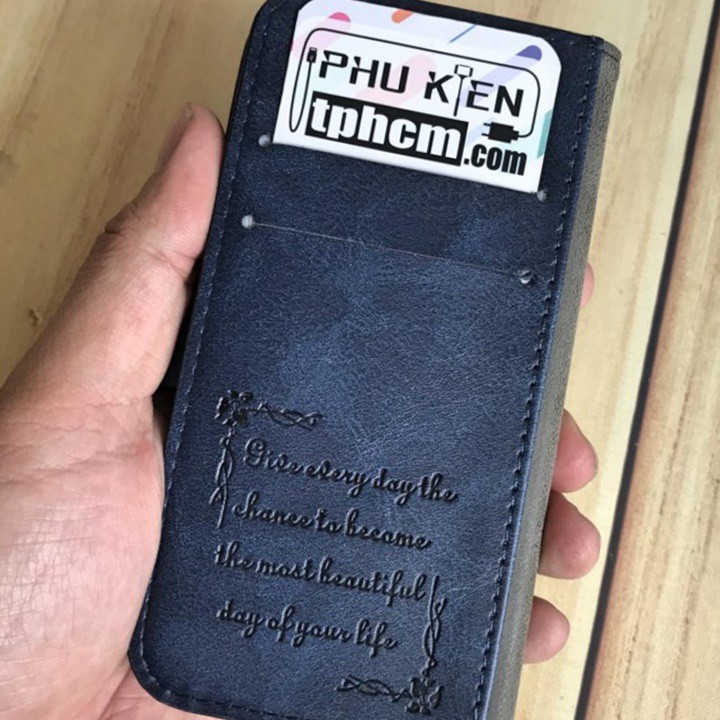 PHU KIEN
tphcm.com
Give every day the
chance to become
the most beautiful
day of your life